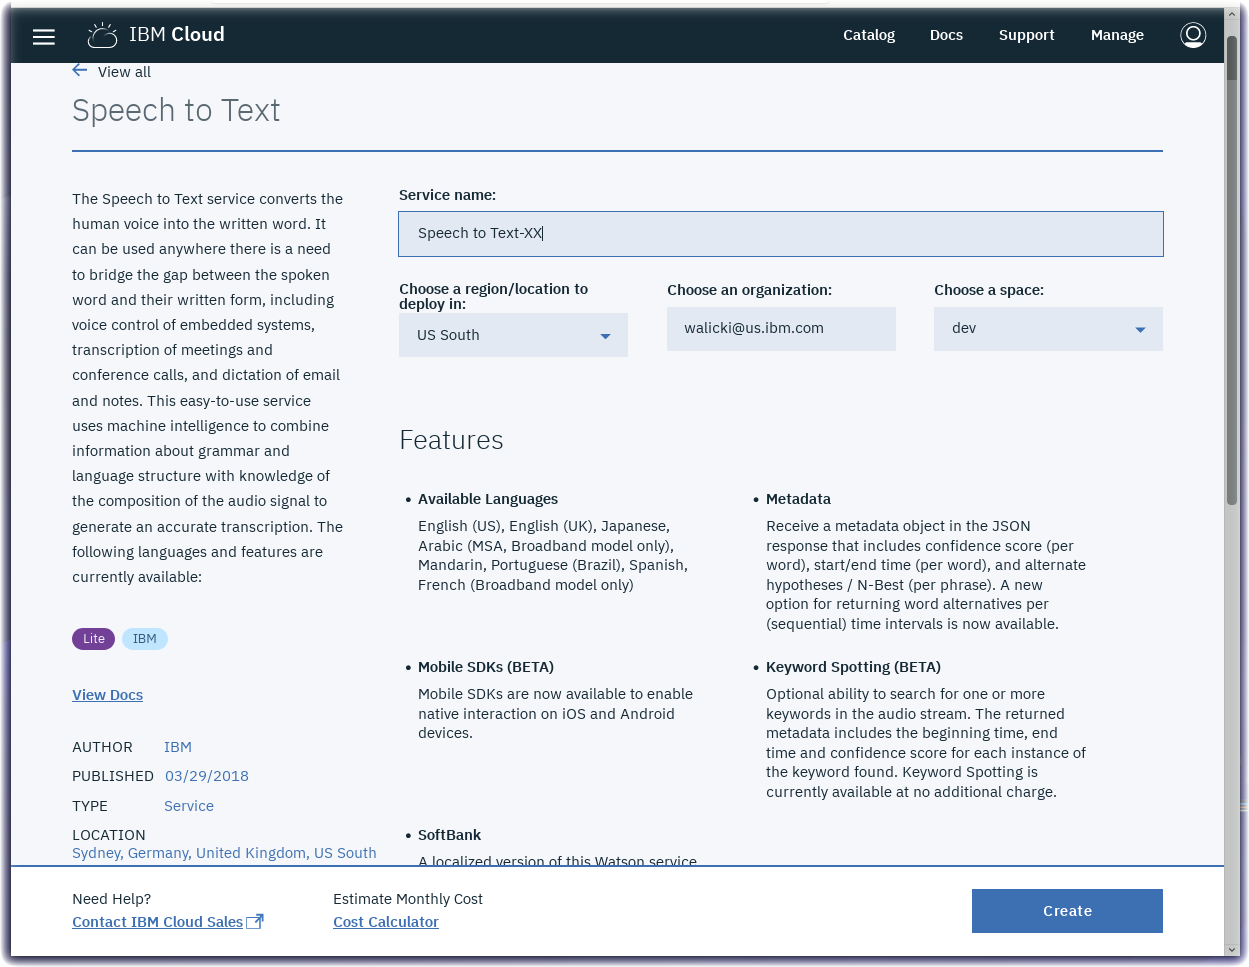 IBM Cloud
Catalog
Docs
Support
Manage
View all
Speech to Text
The Speech to Text service converts the
human voice into the written word. It
can be used anywhere there is a need
to bridge the gap between the spoken
word and their written form, including
voice control of embedded systems,
transcription of meetings and
conference calls, and dictation of email
and notes. This easy-to-use service
uses machine intelligence to combine
information about grammar and
language structure with knowledge of
the composition of the audio signal to
generate an accurate transcription. The
following languages and features are
currently available:
Lite
IBM
View Docs
AUTHOR IBM
PUBLISHED 03/29/2018
TYPE Service
LOCATION
Sydney, Germany, United Kingdom, US South
Service name:
Speech to Text-XX
Choose a region/location to
deploy in:
US South
Choose an organization:
walicki@us.ibm.com
Choose a space:
dev
Features
• Available Languages
English (US), English (UK), Japanese,
Arabic (MSA, Broadband model only),
Mandarin, Portuguese (Brazil), Spanish,
French (Broadband model only)
• Metadata
Receive a metadata object in the JSON
response that includes confidence score (per
word), start/end time (per word), and alternate
hypotheses / N-Best (per phrase). A new
option for returning word alternatives per
(sequential) time intervals is now available.
• Mobile SDKs (BETA)
Mobile SDKs are now available to enable
native interaction on iOS and Android
devices.
• Keyword Spotting (BETA)
Optional ability to search for one or more
keywords in the audio stream. The returned
metadata includes the beginning time, end
time and confidence score for each instance of
the keyword found. Keyword Spotting is
currently available at no additional charge.
• SoftBank
A localized version of this Watson service
Need Help?
Contact IBM Cloud Sales
Estimate Monthly Cost
Cost Calculator
Create